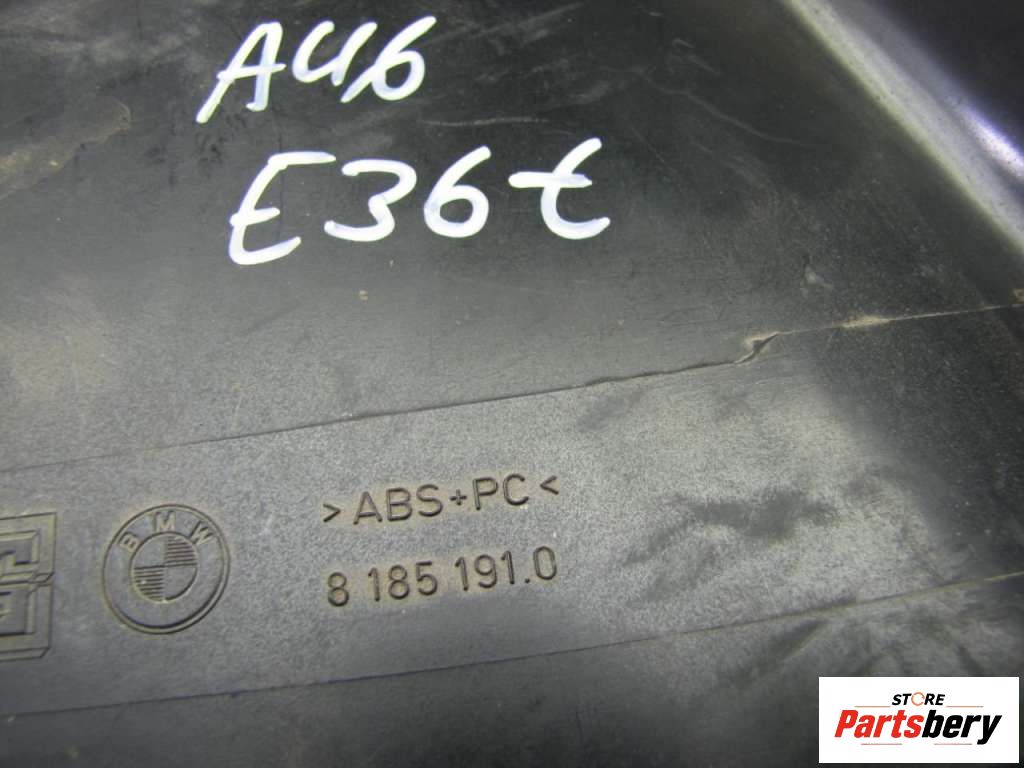 A46
E36t
>ABS+PC<
BMW
8 185 191.0
STORE
Partsbery